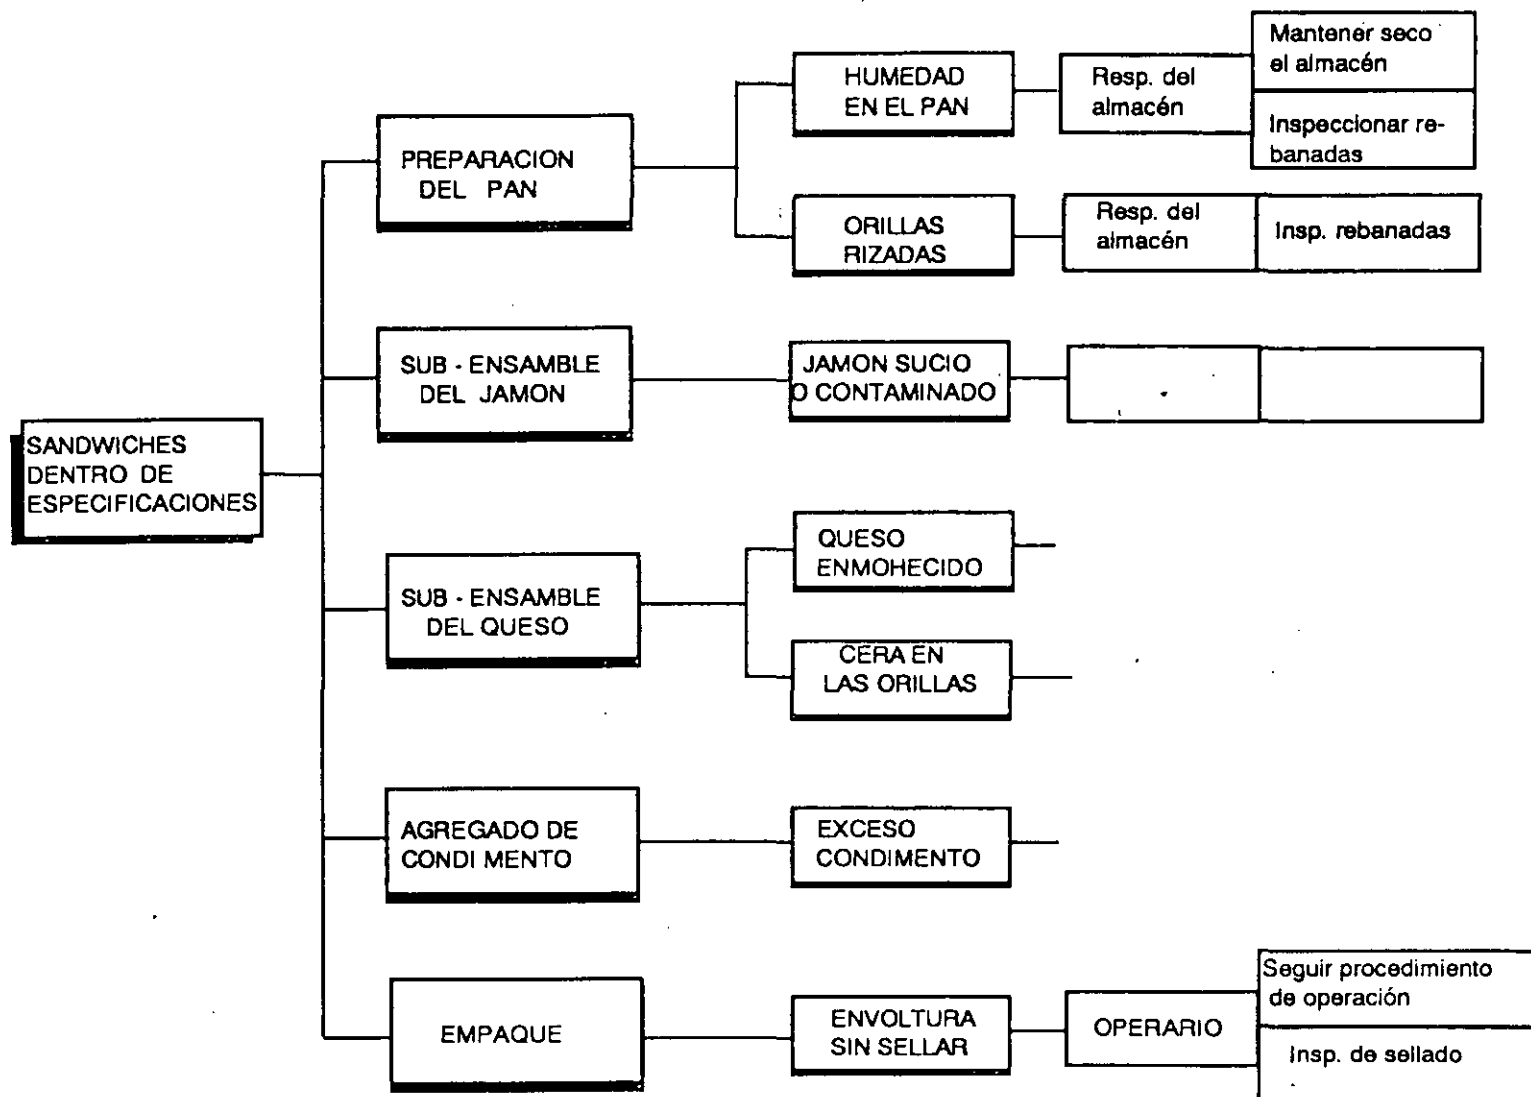 SANDWICHES
DENTRO DE
ESPECIFICACIONES
PREPARACION
DEL PAN
HUMEDAD
EN EL PAN
Resp. del
almacén
Mantener seco
el almacén
Inspeccionar re-
banadas
ORILLAS
RIZADAS
Resp. del
almacén
Insp. rebanadas
SUB - ENSAMBLE
DEL JAMON
JAMON SUCIO
O CONTAMINADO
SUB - ENSAMBLE
DEL QUESO
QUESO
ENMOHECIDO
CERA EN
LAS ORILLAS
AGREGADO DE
CONDI MENTO
EXCESO
CONDIMENTO
EMPAQUE
ENVOLTURA
SIN SELLAR
OPERARIO
Seguir procedimiento
de operación
Insp. de sellado